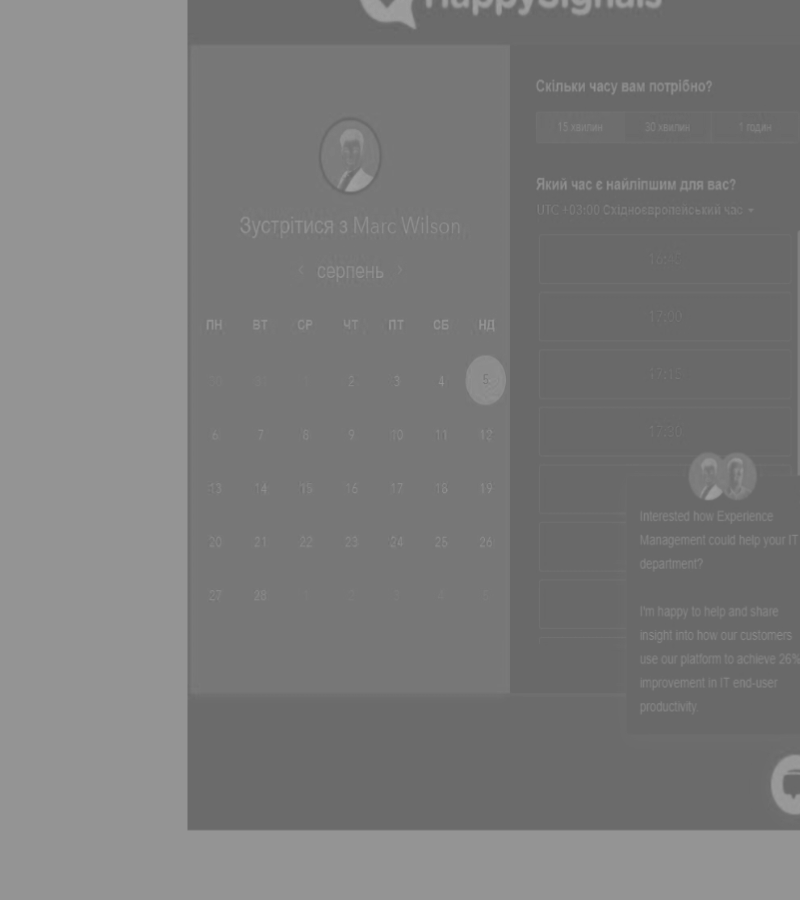 HappySignals
Зустрітися з Marc Wilson
серпень
ПН ВТ СР ЧТ ПТ СБ НД
30 31 1 2 3 4 5
6 7 8 9 10 11 12
13 14 15 16 17 18 19
20 21 22 23 24 25 26
27 28 1 2 3 4 5
Скільки часу вам потрібно?
15 хвилин 30 хвилин 1 годин
Який час є найліпшим для вас?
UTC +03:00 Східноєвропейський час
16:45
17:00
17:15
17:30
Interested how Experience
Management could help your IT
department?
I'm happy to help and share
insight into how our customers
use our platform to achieve 26%
improvement in IT end-user
productivity.